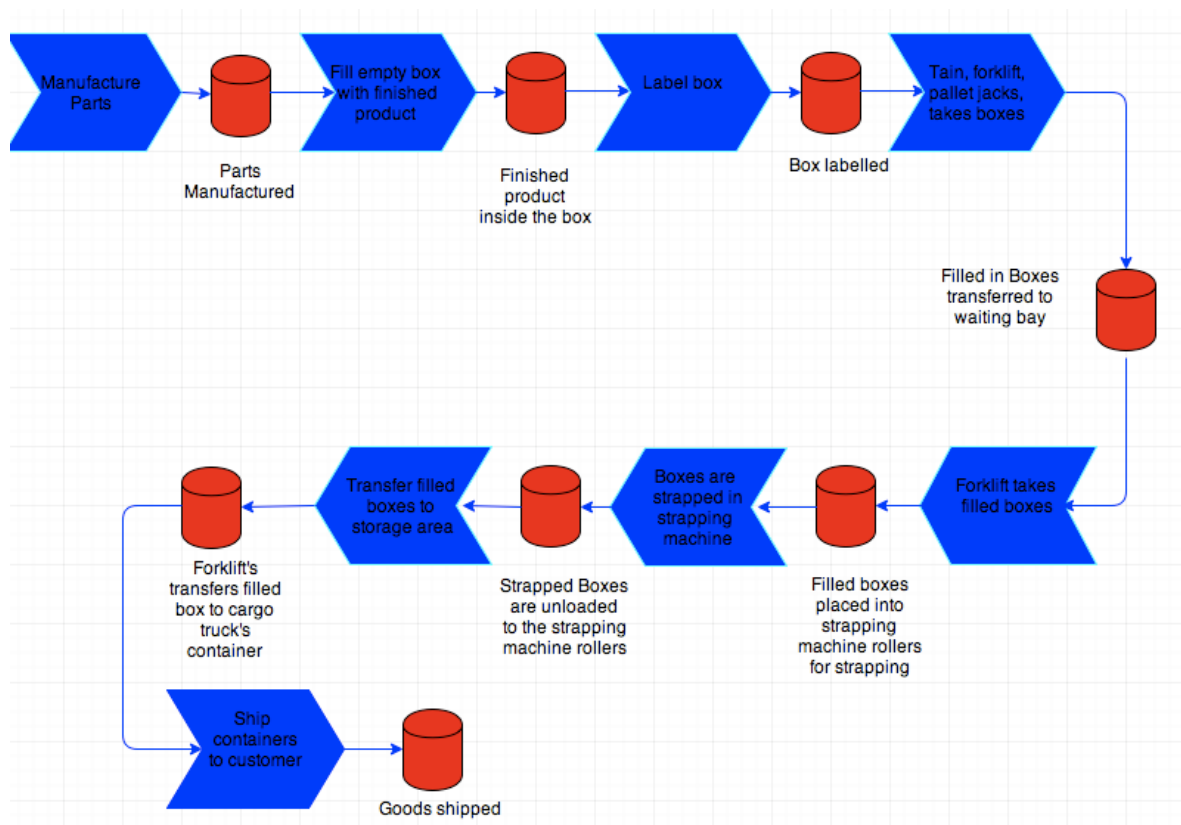 Manufacture
Parts
Parts
Manufactured
Fill empty box
with finished
product
Finished
product
inside the box
Label box
Box labelled
Tain, forklift,
pallet jacks,
takes boxes
Filled in Boxes
transferred to
waiting bay
Forklift takes
filled boxes
Filled boxes
placed into
strapping
machine rollers
for strapping
Boxes are
strapped in
strapping
machine
Strapped Boxes
are unloaded
to the strapping
machine rollers
Transfer filled
boxes to
storage area
Forklift's
transfers filled
box to cargo
truck's
container
Ship
containers
to customer
Goods shipped